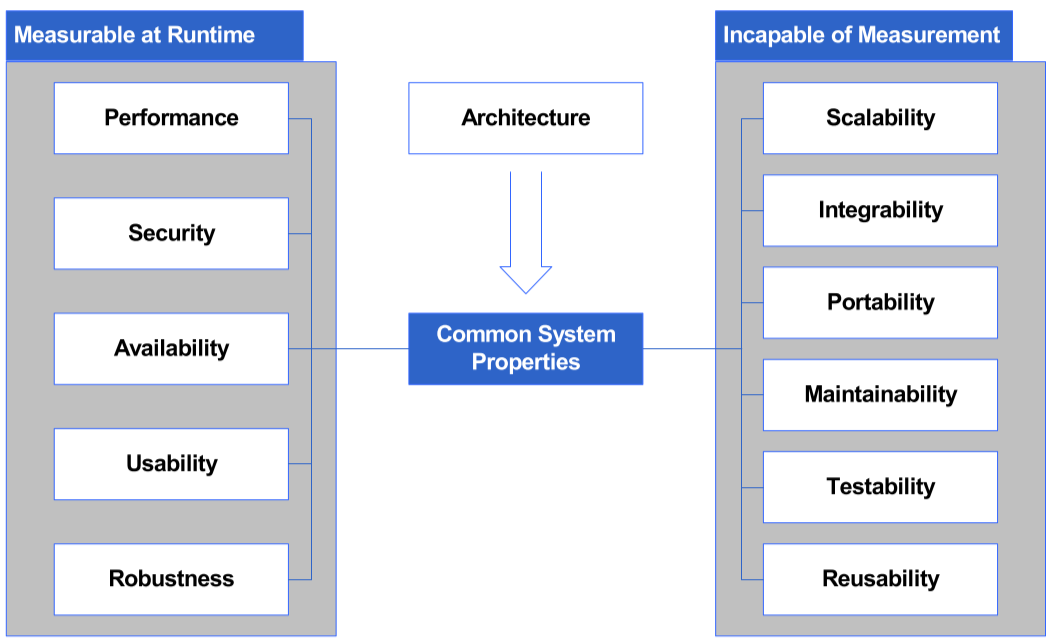 Measurable at Runtime
Performance
Security
Availability
Usability
Robustness
Architecture
Common System
Properties
Incapable of Measurement
Scalability
Integrability
Portability
Maintainability
Testability
Reusability